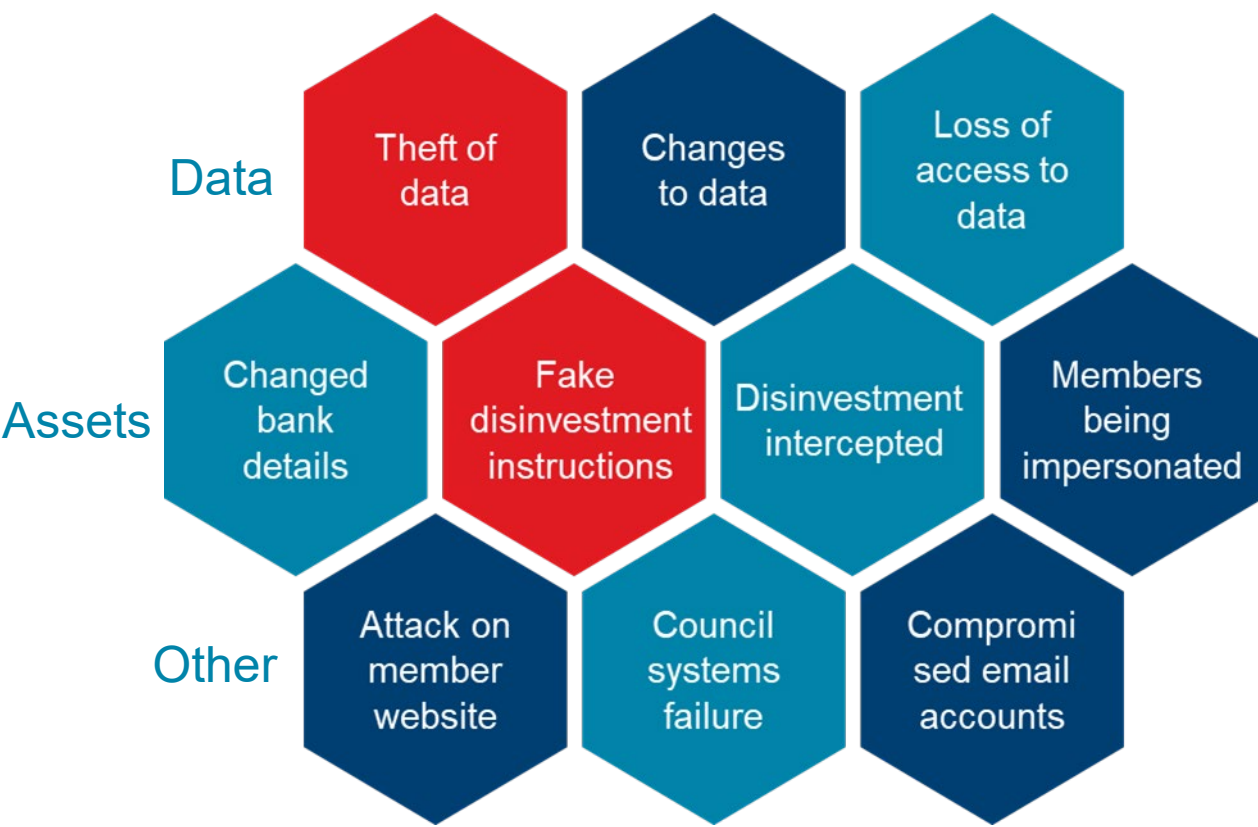 Data
Theft of
data
Changes
to data
Loss of
access to
data
Assets
Changed
bank
details
Fake
disinvestment
instructions
Disinvestment
intercepted
Members
being
impersonated
Other
Attack on
member
website
Council
systems
failure
Compromi
sed email
accounts